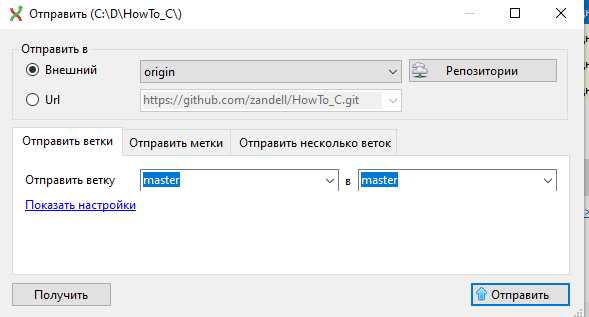 Отправить (C:\D\HowTo_C\)
Отправить в
Внешний origin Репозитории
Url https://github.com/zandell/HowTo_C.git
Отправить ветки Отправить метки Отправить несколько веток
Отправить ветку master в master
Показать настройки
Получить Отправить